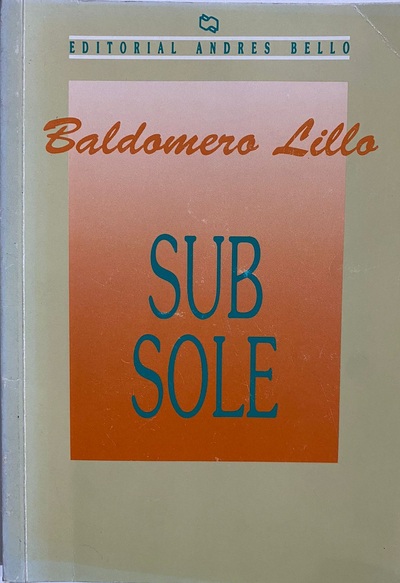 EDITORIAL ANDRES BELLO
Baldomero Lillo
SUB
SOLE